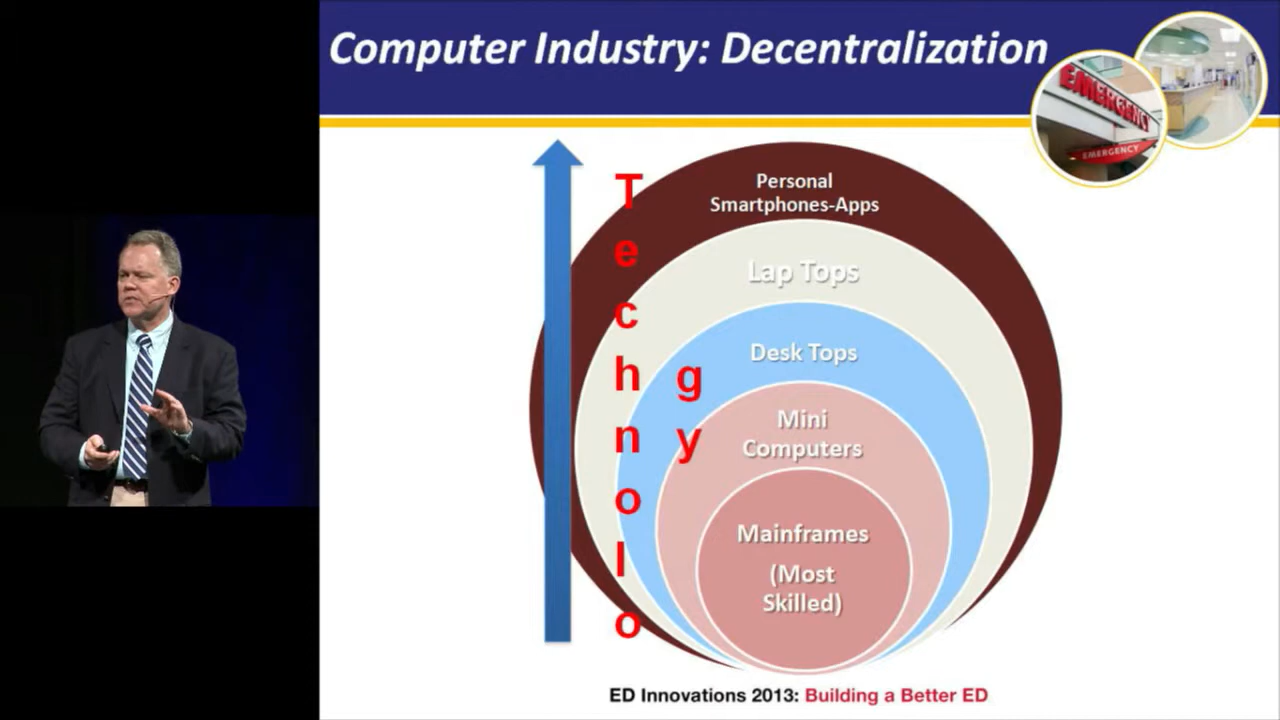 Computer Industry: Decentralization
EMERGENCY
EMERGENCY
Personal
Smartphones-Apps
Lap Tops
Desk Tops
Mini
Computers
Mainframes
(Most
Skilled)
T
e
c
h
n
o
l
o
g
y
ED Innovations 2013: Building a Better ED